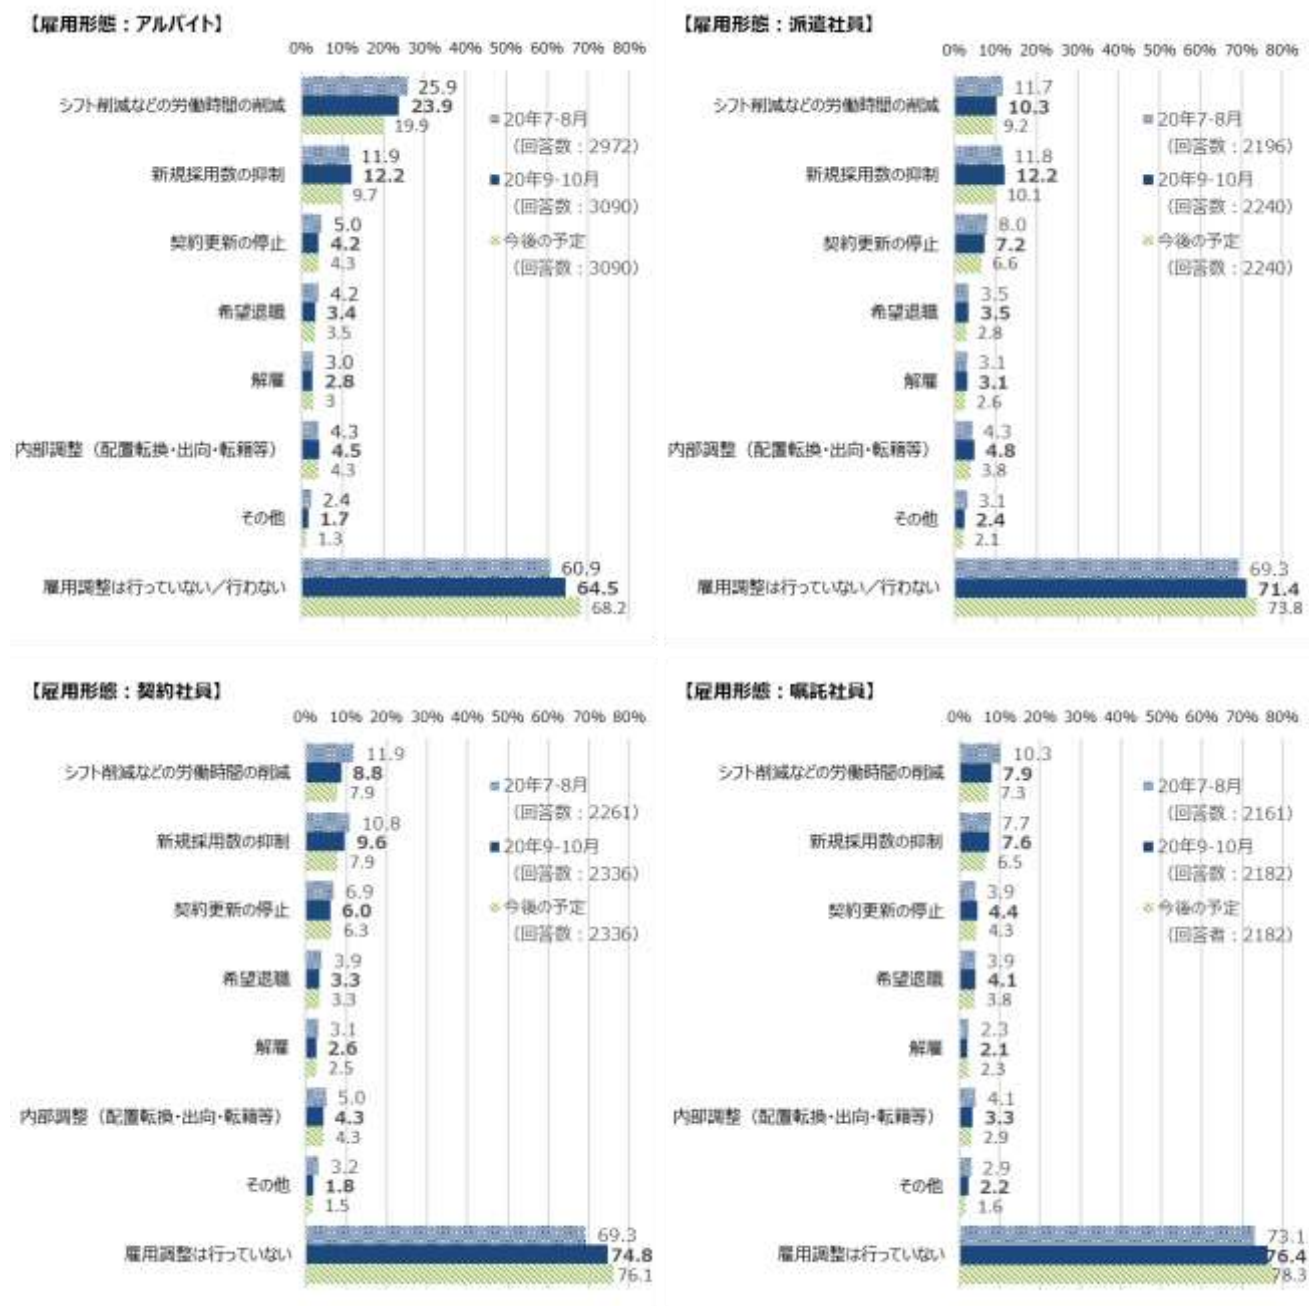 【雇用形態：アルバイト】
0% 10% 20% 30% 40% 50% 60% 70% 80%
シフト削減などの労働時間の削減
25.9
23.9
19.9
新規採用数の抑制
11.9
12.2
9.7
契約更新の停止
5.0
4.2
4.3
希望退職
4.2
3.4
3.5
解雇
3.0
2.8
3
内部調整（配置転換・出向・転籍等）
4.3
4.5
4.3
その他
2.4
1.7
1.3
雇用調整は行っていない／行わない
60.9
64.5
68.2
20年7-8月
（回答数：2972）
20年9-10月
（回答数：3090）
今後の予定
（回答数：3090）
【雇用形態：派遣社員】
0% 10% 20% 30% 40% 50% 60% 70% 80%
シフト削減などの労働時間の削減
11.7
10.3
9.2
新規採用数の抑制
11.8
12.2
10.1
契約更新の停止
8.0
7.2
6.6
希望退職
3.5
3.5
2.8
解雇
3.1
3.1
2.6
内部調整（配置転換・出向・転籍等）
4.3
4.8
3.8
その他
3.1
2.4
2.1
雇用調整は行っていない／行わない
69.3
71.4
73.8
20年7-8月
（回答数：2196）
20年9-10月
（回答数：2240）
今後の予定
（回答数：2240）
【雇用形態：契約社員】
0% 10% 20% 30% 40% 50% 60% 70% 80%
シフト削減などの労働時間の削減
11.9
8.8
7.9
新規採用数の抑制
10.8
9.6
7.9
契約更新の停止
6.9
6.0
6.3
希望退職
3.9
3.3
3.3
解雇
3.1
2.6
2.5
内部調整（配置転換・出向・転籍等）
5.0
4.3
4.3
その他
3.2
1.8
1.5
雇用調整は行っていない
69.3
74.8
76.1
20年7-8月
（回答数：2261）
20年9-10月
（回答数：2336）
今後の予定
（回答数：2336）
【雇用形態：嘱託社員】
0% 10% 20% 30% 40% 50% 60% 70% 80%
シフト削減などの労働時間の削減
10.3
7.9
7.3
新規採用数の抑制
7.7
7.6
6.5
契約更新の停止
3.9
4.4
4.3
希望退職
3.9
4.1
3.8
解雇
2.3
2.1
2.3
内部調整（配置転換・出向・転籍等）
4.1
3.3
2.9
その他
2.9
2.2
1.6
雇用調整は行っていない
73.1
76.4
78.3
20年7-8月
（回答数：2161）
20年9-10月
（回答数：2182）
今後の予定
（回答者：2182）